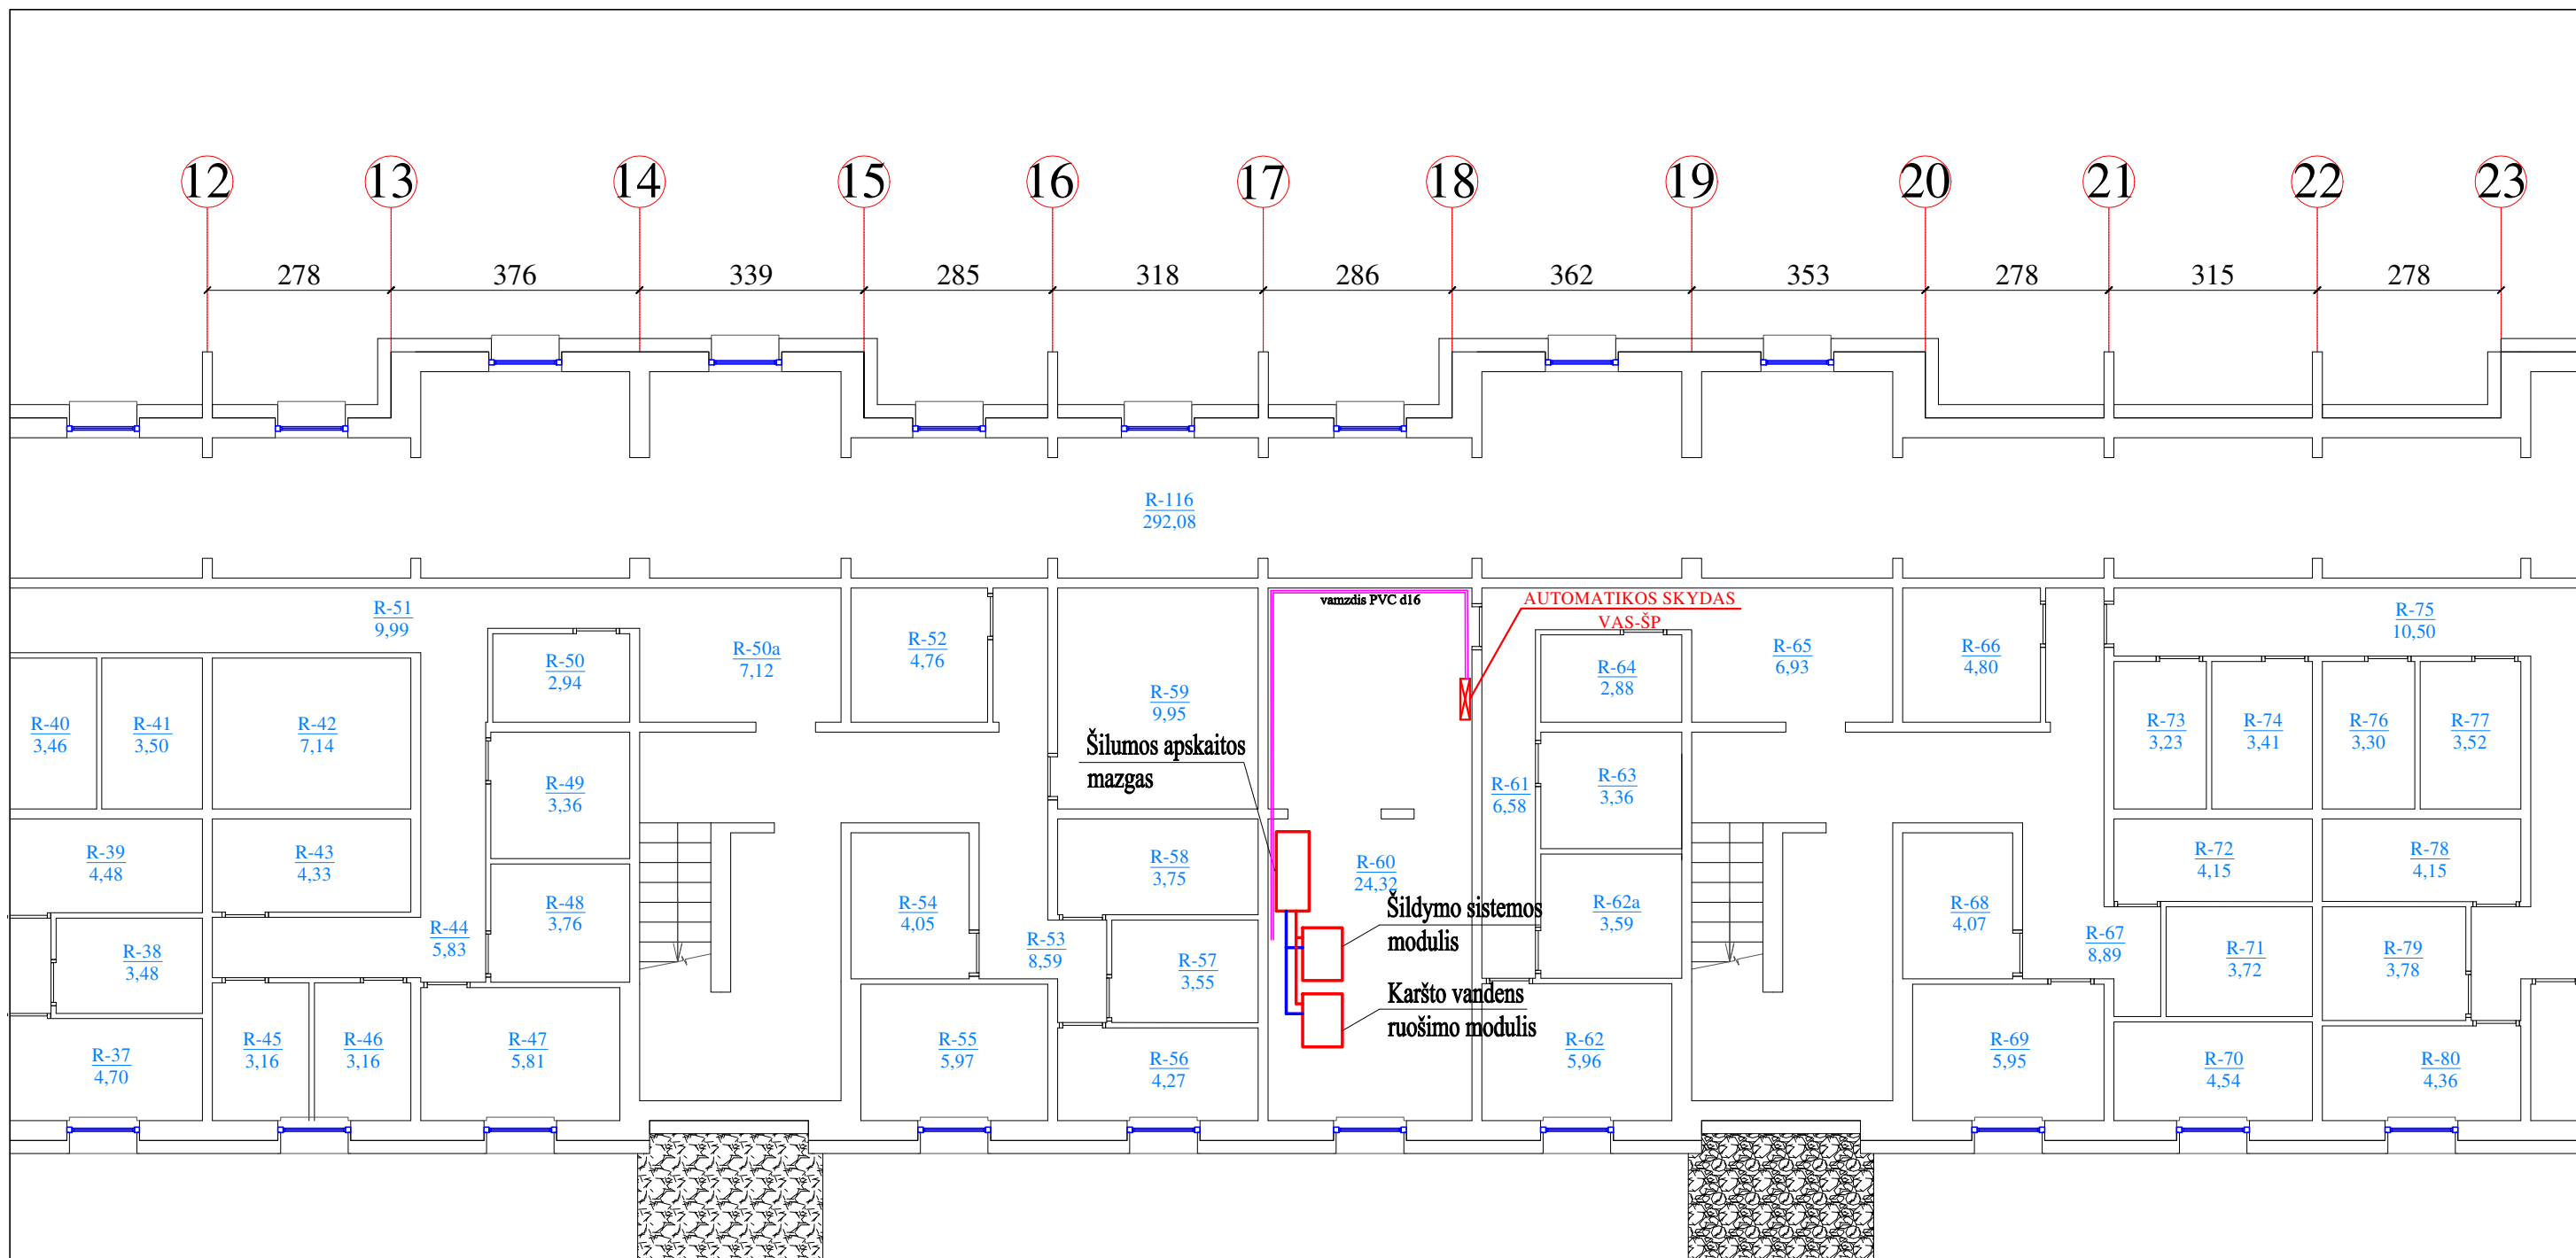 12 13 14 15 16 17 18 19 20 21 22 23
278 376 339 285 318 286 362 353 278 315 278
R-116
292,08
R-51
9,99
R-50
2,94
R-50a
7,12
R-52
4,76
R-59
9,95
vamzdis PVC d16
AUTOMATIKOS SKYDAS
VAS-ŠP
R-64
2,88
R-65
6,93
R-66
4,80
R-75
10,50
R-40
3,46
R-41
3,50
R-42
7,14
R-49
3,36
Šilumos apskaitos
mazgas
R-61
6,58
R-63
3,36
R-73
3,23
R-74
3,41
R-76
3,30
R-77
3,52
R-39
4,48
R-43
4,33
R-48
3,76
R-54
4,05
R-58
3,75
R-60
24,32
Šildymo sistemos
modulis
R-62a
3,59
R-68
4,07
R-72
4,15
R-78
4,15
R-38
3,48
R-44
5,83
R-53
8,59
R-57
3,55
Karšto vandens
ruošimo modulis
R-67
8,89
R-71
3,72
R-79
3,78
R-37
4,70
R-45
3,16
R-46
3,16
R-47
5,81
R-55
5,97
R-56
4,27
R-62
5,96
R-69
5,95
R-70
4,54
R-80
4,36